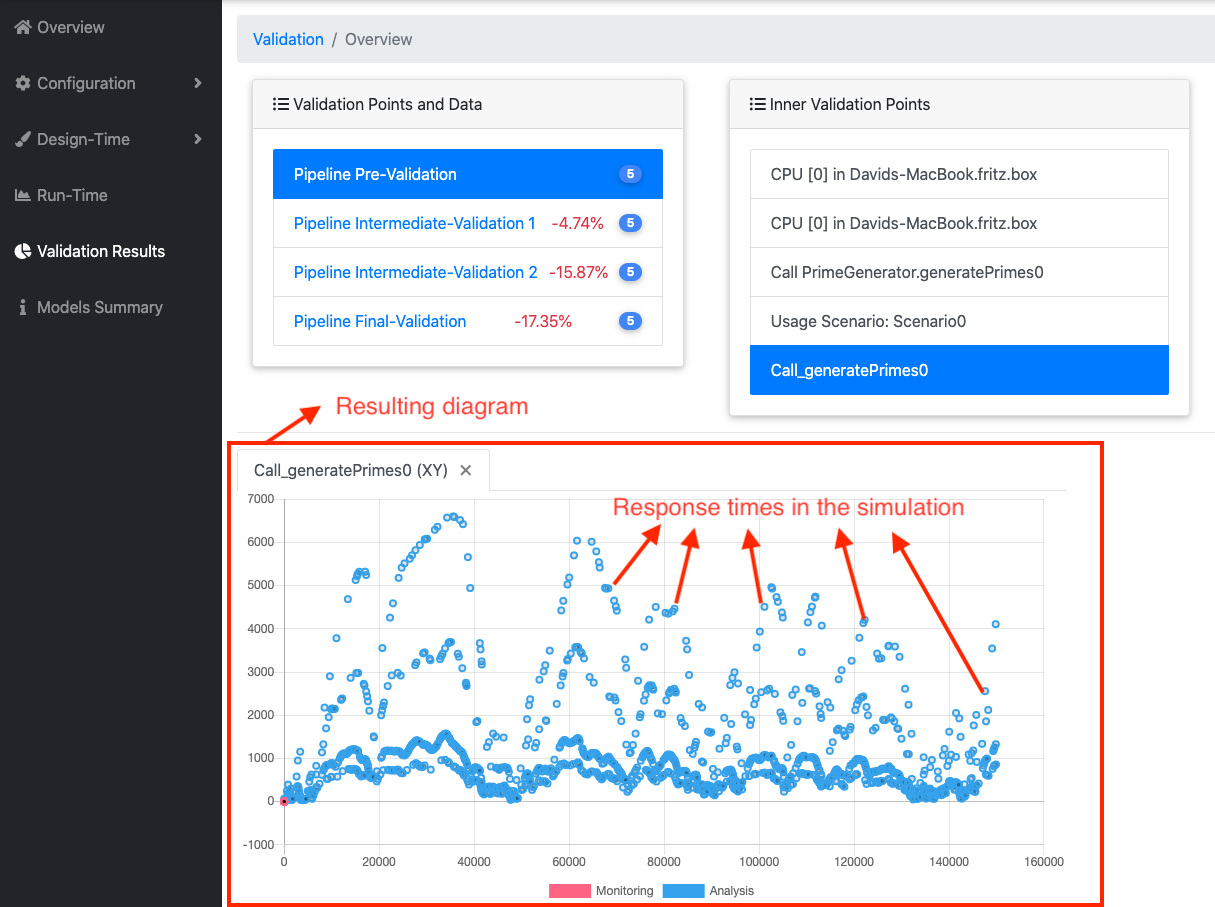 Overview
Configuration
Design-Time
Run-Time
Validation Results
Models Summary
Validation / Overview
Validation Points and Data
Pipeline Pre-Validation 5
Pipeline Intermediate-Validation 1 -4.74% 5
Pipeline Intermediate-Validation 2 -15.87% 5
Pipeline Final-Validation -17.35% 5
Inner Validation Points
CPU [0] in Davids-MacBook.fritz.box
CPU [0] in Davids-MacBook.fritz.box
Call PrimeGenerator.generatePrimes0
Usage Scenario: Scenario0
Call_generatePrimes0
Resulting diagram
Call_generatePrimes0 (XY) ✕
Response times in the simulation
7000
6000
5000
4000
3000
2000
1000
0
-1000
0 20000 40000 60000 80000 100000 120000 140000 160000
Monitoring Analysis